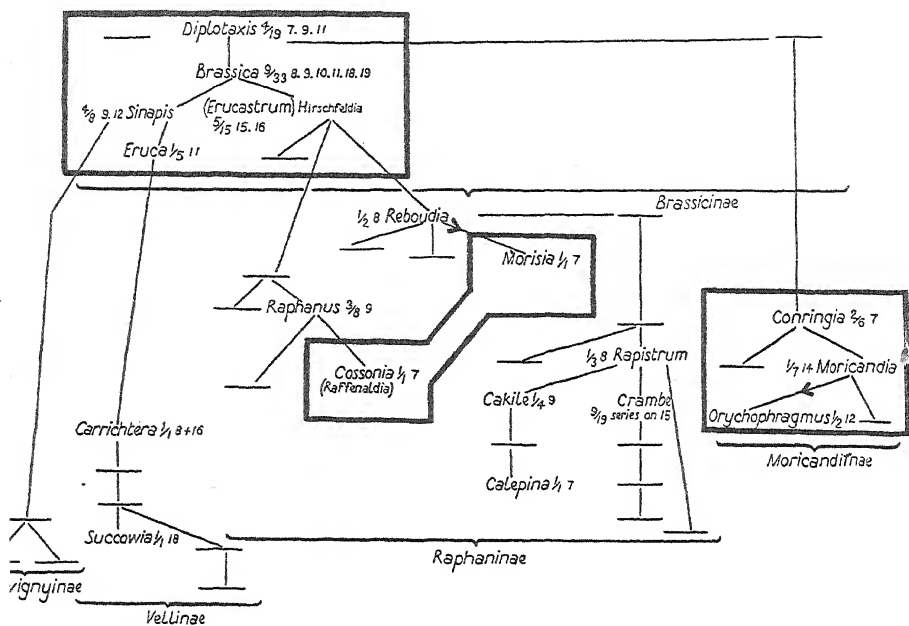 Diplotaxis 4/19 7. 9. 11
Brassica 9/33 8. 9. 10. 11. 18. 19
4/8 9. 12 Sinapis
(Erucastrum) Hirschfeldia
5/15 15. 16
Eruca 1/5 11
Brassicinae
1/2 8 Reboudia
Morisia 1/1 7
Raphanus 3/8 9
Conringia 2/6 7
1/3 8 Rapistrum
1/7 14 Moricandia
Cossonia 1/1 7
(Raffenaldia)
Cakile 1/4 9
Crambe
9/19 series on 15
Orychophragmus 1/2 12
Carrichtera 1/1 8+16
Moricandiinae
Calepina 1/1 7
Succowia 1/1 18
Raphaninae
vignyinae
Vellinae